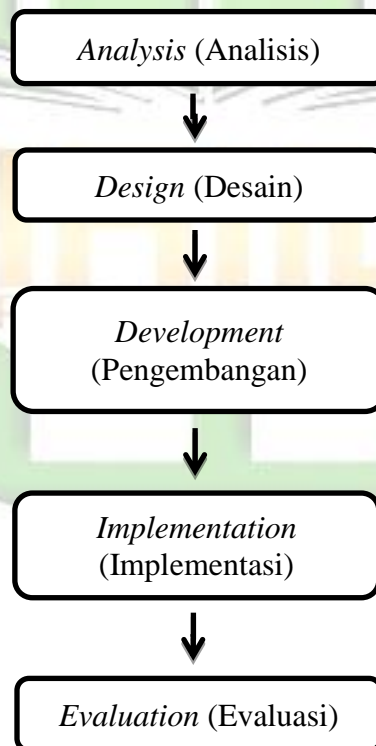 Analysis (Analisis)
Design (Desain)
Development
(Pengembangan)
Implementation
(Implementasi)
Evaluation (Evaluasi)